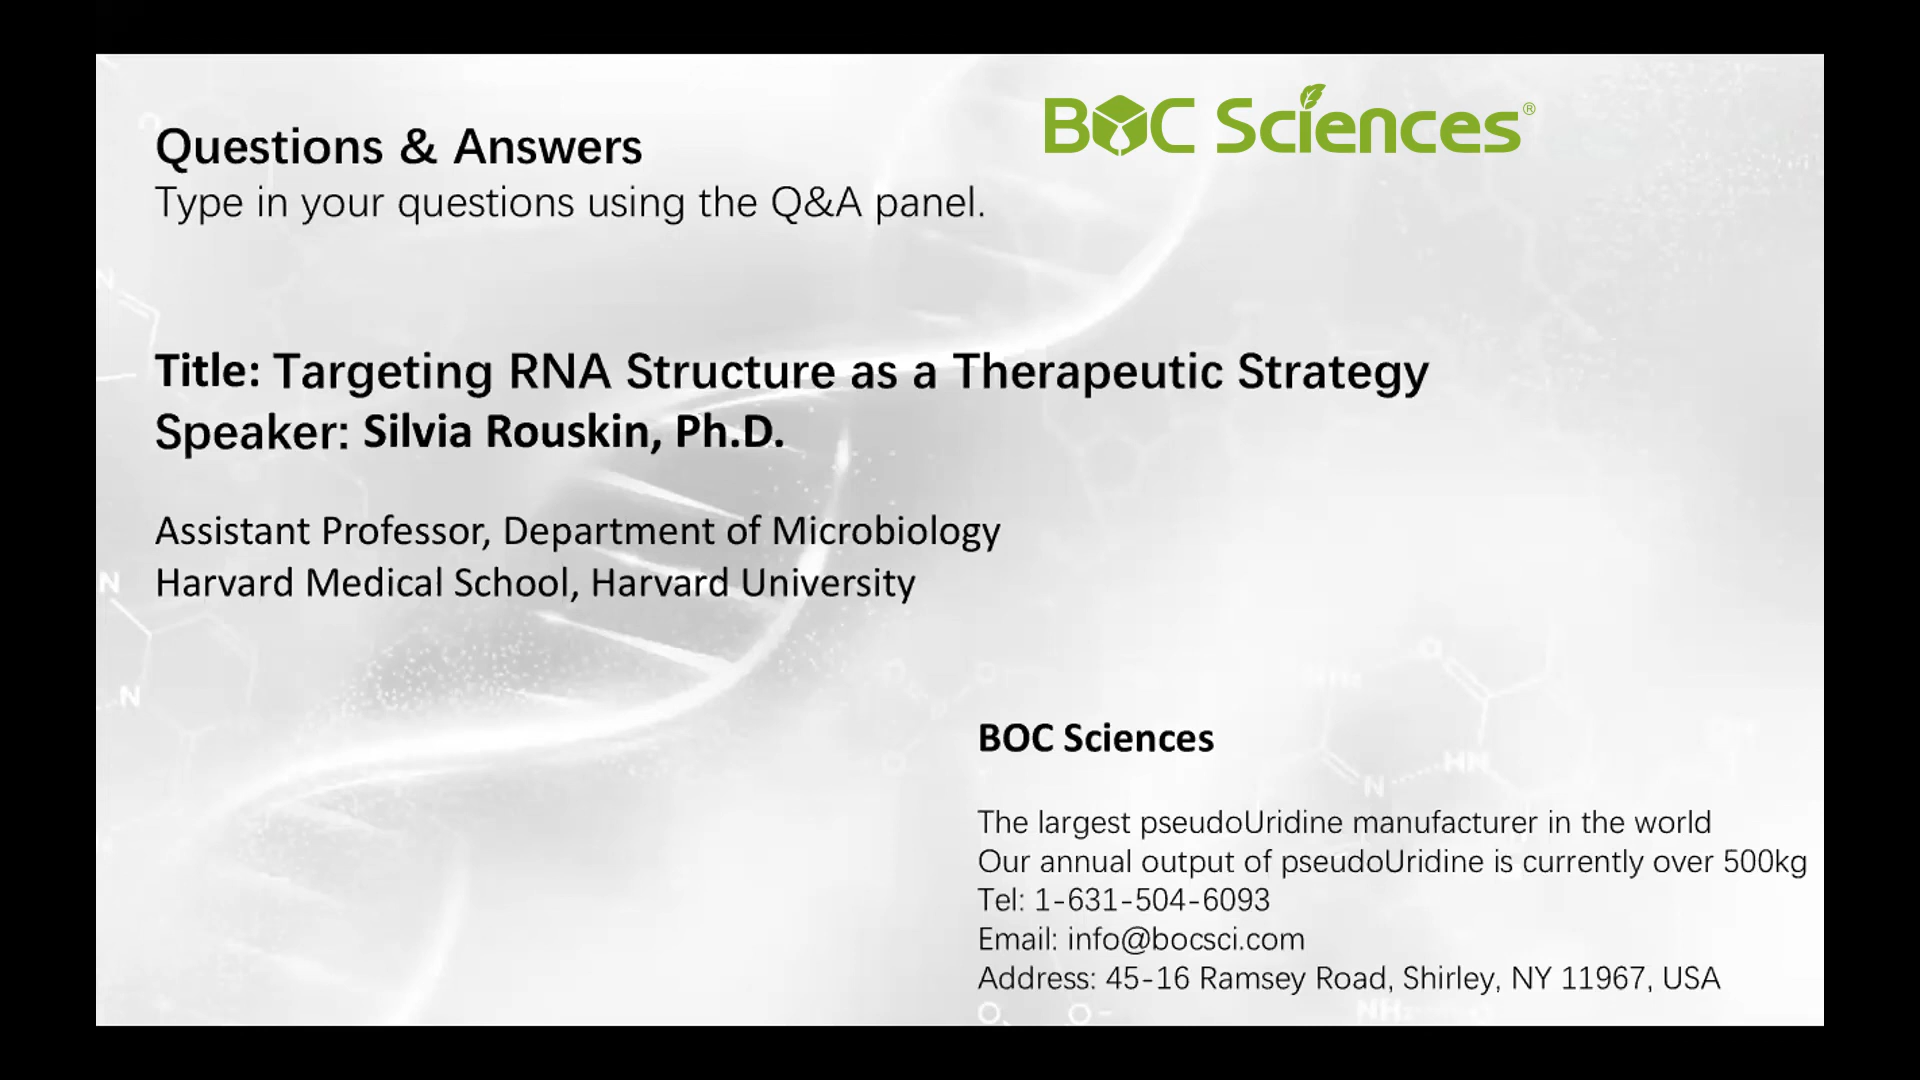 BOC Sciences®
Questions & Answers
Type in your questions using the Q&A panel.
Title: Targeting RNA Structure as a Therapeutic Strategy
Speaker: Silvia Rouskin, Ph.D.
Assistant Professor, Department of Microbiology
Harvard Medical School, Harvard University
BOC Sciences
The largest pseudoUridine manufacturer in the world
Our annual output of pseudoUridine is currently over 500kg
Tel: 1-631-504-6093
Email: info@bocsci.com
Address: 45-16 Ramsey Road, Shirley, NY 11967, USA
N
N
N
N
HN
O
O-
NH₂